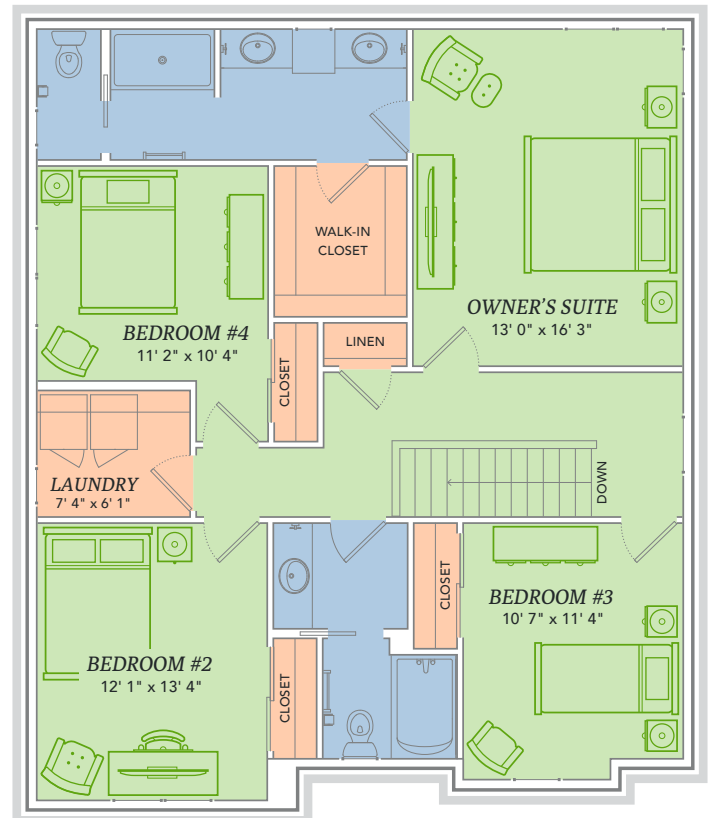 WALK-IN
CLOSET
OWNER'S SUITE
13' 0" x 16' 3"
BEDROOM #4
11' 2" x 10' 4"
CLOSET
LINEN
LAUNDRY
7' 4" x 6' 1"
DOWN
BEDROOM #2
12' 1" x 13' 4"
CLOSET
CLOSET
BEDROOM #3
10' 7" x 11' 4"